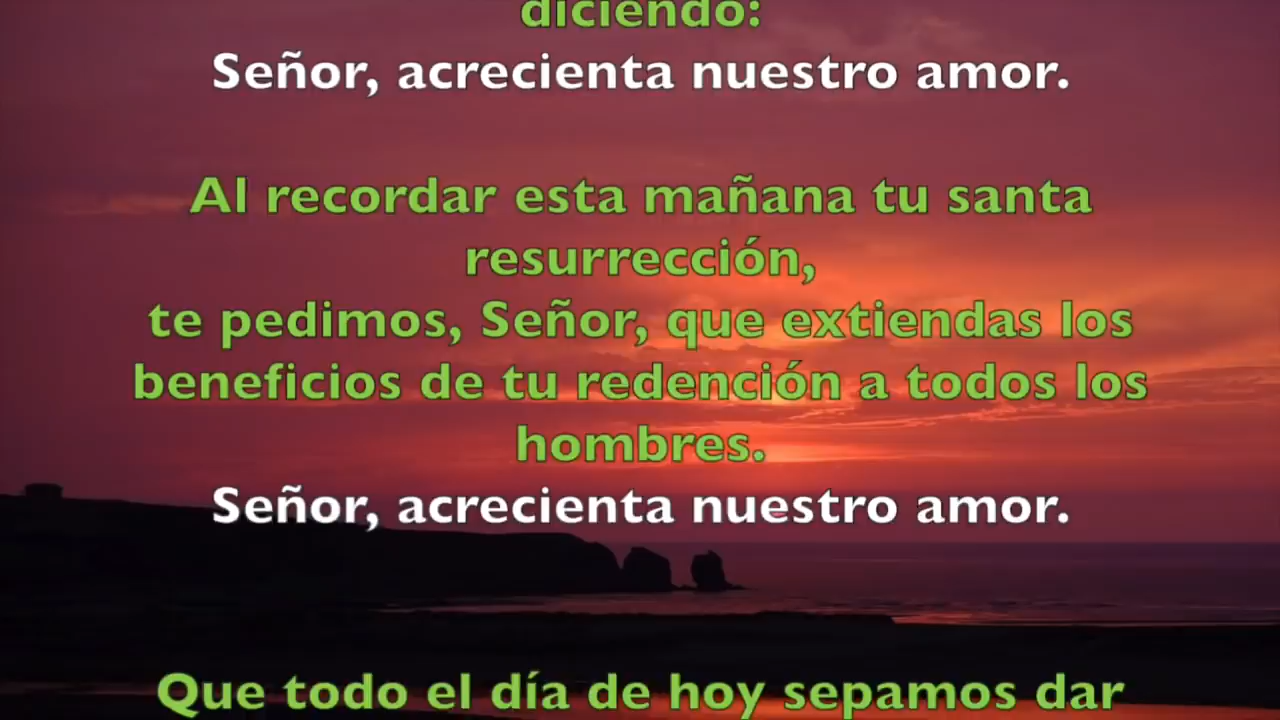 diciendo:
Señor, acrecienta nuestro amor.
Al recordar esta mañana tu santa
resurrección,
te pedimos, Señor, que extiendas los
beneficios de tu redención a todos los
hombres.
Señor, acrecienta nuestro amor.
Que todo el día de hoy sepamos dar